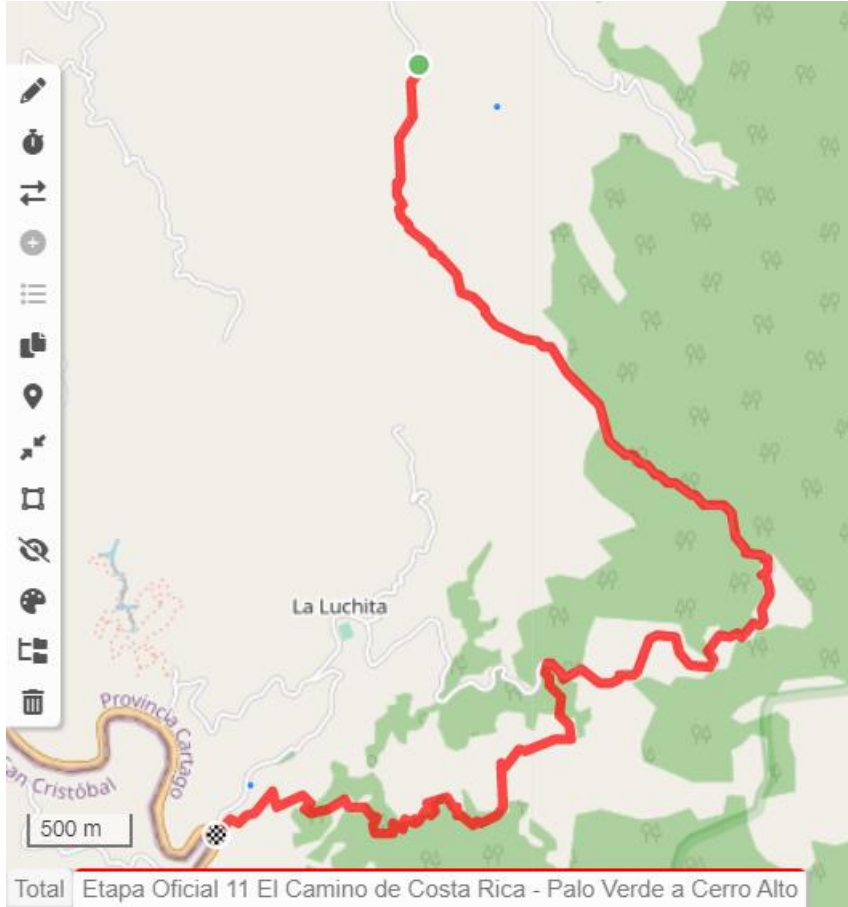 La Luchita
Provincia Cartago
San Cristóbal
500 m
Total
Etapa Oficial 11 El Camino de Costa Rica - Palo Verde a Cerro Alto